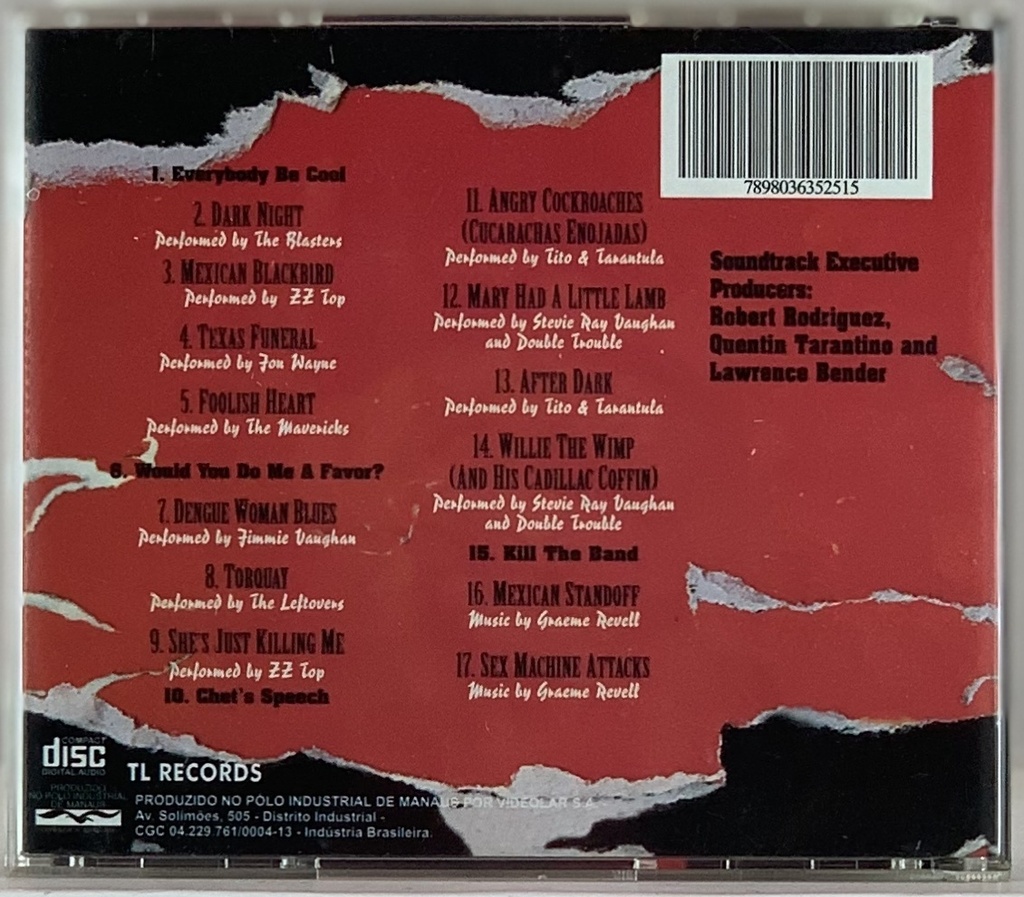 1. Everybody Be Cool
2. DARK NIGHT
Performed by The Blasters
3. MEXICAN BLACKBIRD
Performed by ZZ Top
4. TEXAS FUNERAL
Performed by Jon Wayne
5. FOOLISH HEART
Performed by The Mavericks
6. Would You Do Me A Favor?
7. DENGUE WOMAN BLUES
Performed by Jimmie Vaughan
8. TORQUAY
Performed by The Leftovers
9. SHE'S JUST KILLING ME
Performed by ZZ Top
10. Chet's Speech
11. ANGRY COCKROACHES
(CUCARACHAS ENOJADAS)
Performed by Tito & Tarantula
12. MARY HAD A LITTLE LAMB
Performed by Stevie Ray Vaughan
and Double Trouble
13. AFTER DARK
Performed by Tito & Tarantula
14. WILLIE THE WIMP
(AND HIS CADILLAC COFFIN)
Performed by Stevie Ray Vaughan
and Double Trouble
15. Kill The Band
16. MEXICAN STANDOFF
Music by Graeme Revell
17. SEX MACHINE ATTACKS
Music by Graeme Revell
7898036352515
Soundtrack Executive
Producers:
Robert Rodriguez,
Quentin Tarantino and
Lawrence Bender
COMPACT
disc
DIGITAL AUDIO
TL RECORDS
PRODUZIDO
NO PÓLO INDUSTRIAL
DE MANAUS
PRODUZIDO NO PÓLO INDUSTRIAL DE MANAUS POR VIDEOLAR S.A. -
Av. Solimões, 505 - Distrito Industrial -
CGC 04.229.761/0004-13 - Indústria Brasileira.